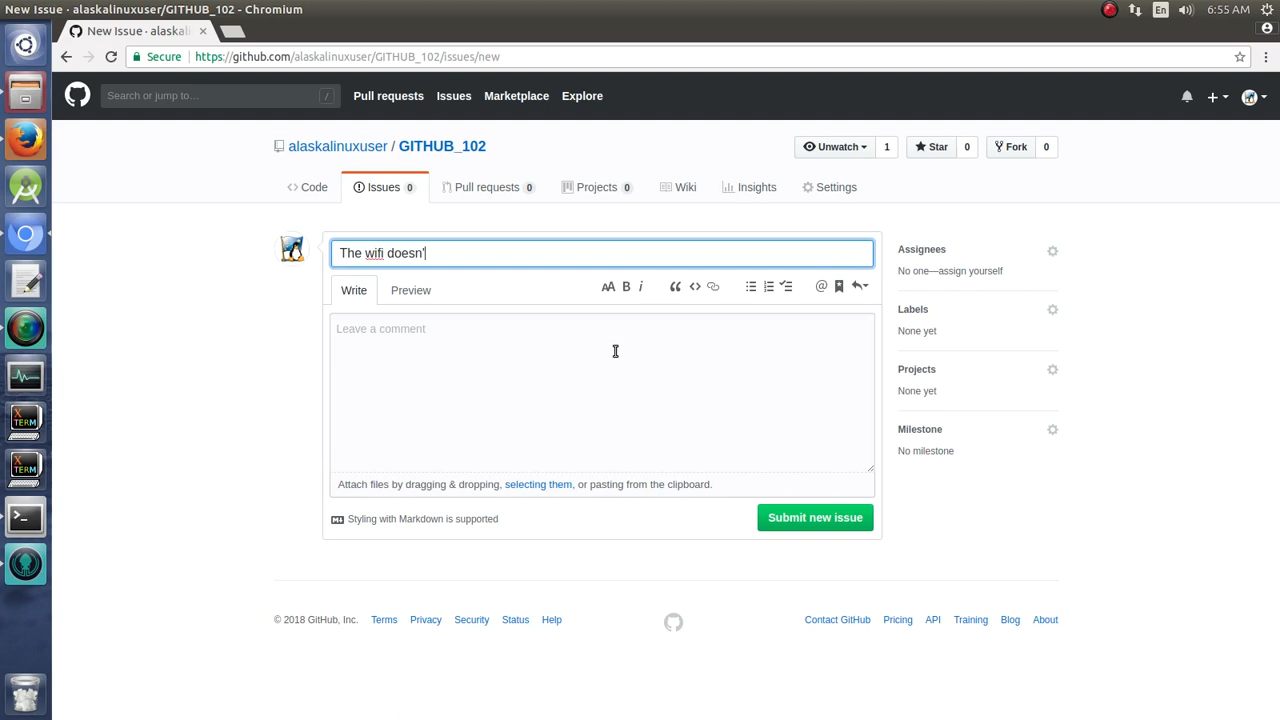 New Issue · alaskalinuxuser/GITHUB_102 - Chromium
En
6:55 AM
New Issue · alaskali
Secure
https://github.com/alaskalinuxuser/GITHUB_102/issues/new
Search or jump to…
/
Pull requests
Issues
Marketplace
Explore
alaskalinuxuser / GITHUB_102
Unwatch
1
Star
0
Fork
0
Code
Issues 0
Pull requests 0
Projects 0
Wiki
Insights
Settings
The wifi doesn'
Write
Preview
AA B i
@
Leave a comment
Attach files by dragging & dropping, selecting them, or pasting from the clipboard.
Styling with Markdown is supported
Submit new issue
Assignees
No one—assign yourself
Labels
None yet
Projects
None yet
Milestone
No milestone
© 2018 GitHub, Inc.
Terms
Privacy
Security
Status
Help
Contact GitHub
Pricing
API
Training
Blog
About
X
TERM
X
TERM